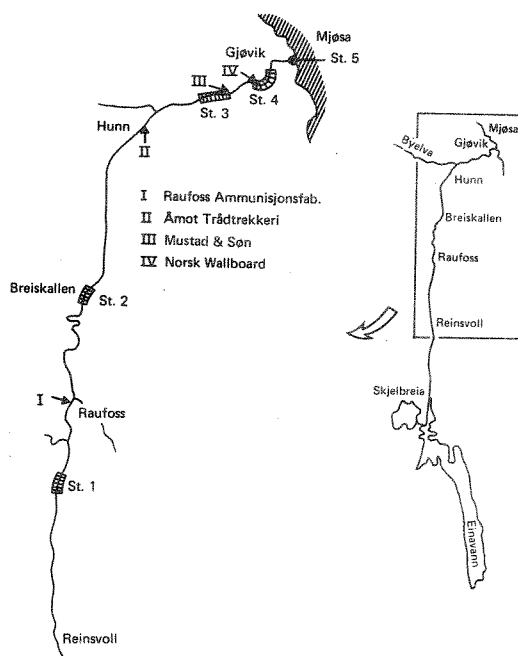 Mjøsa
Gjøvik
St. 5
IV
III
St. 4
St. 3
Hunn
II
I Raufoss Ammunisjonsfab.
II Åmot Trådtrekkeri
III Mustad & Søn
IV Norsk Wallboard
Breiskallen
St. 2
I
Raufoss
St. 1
Reinsvoll
Mjøsa
Byelva
Gjøvik
Hunn
Breiskallen
Raufoss
Reinsvoll
Skjelbreia
Einavann